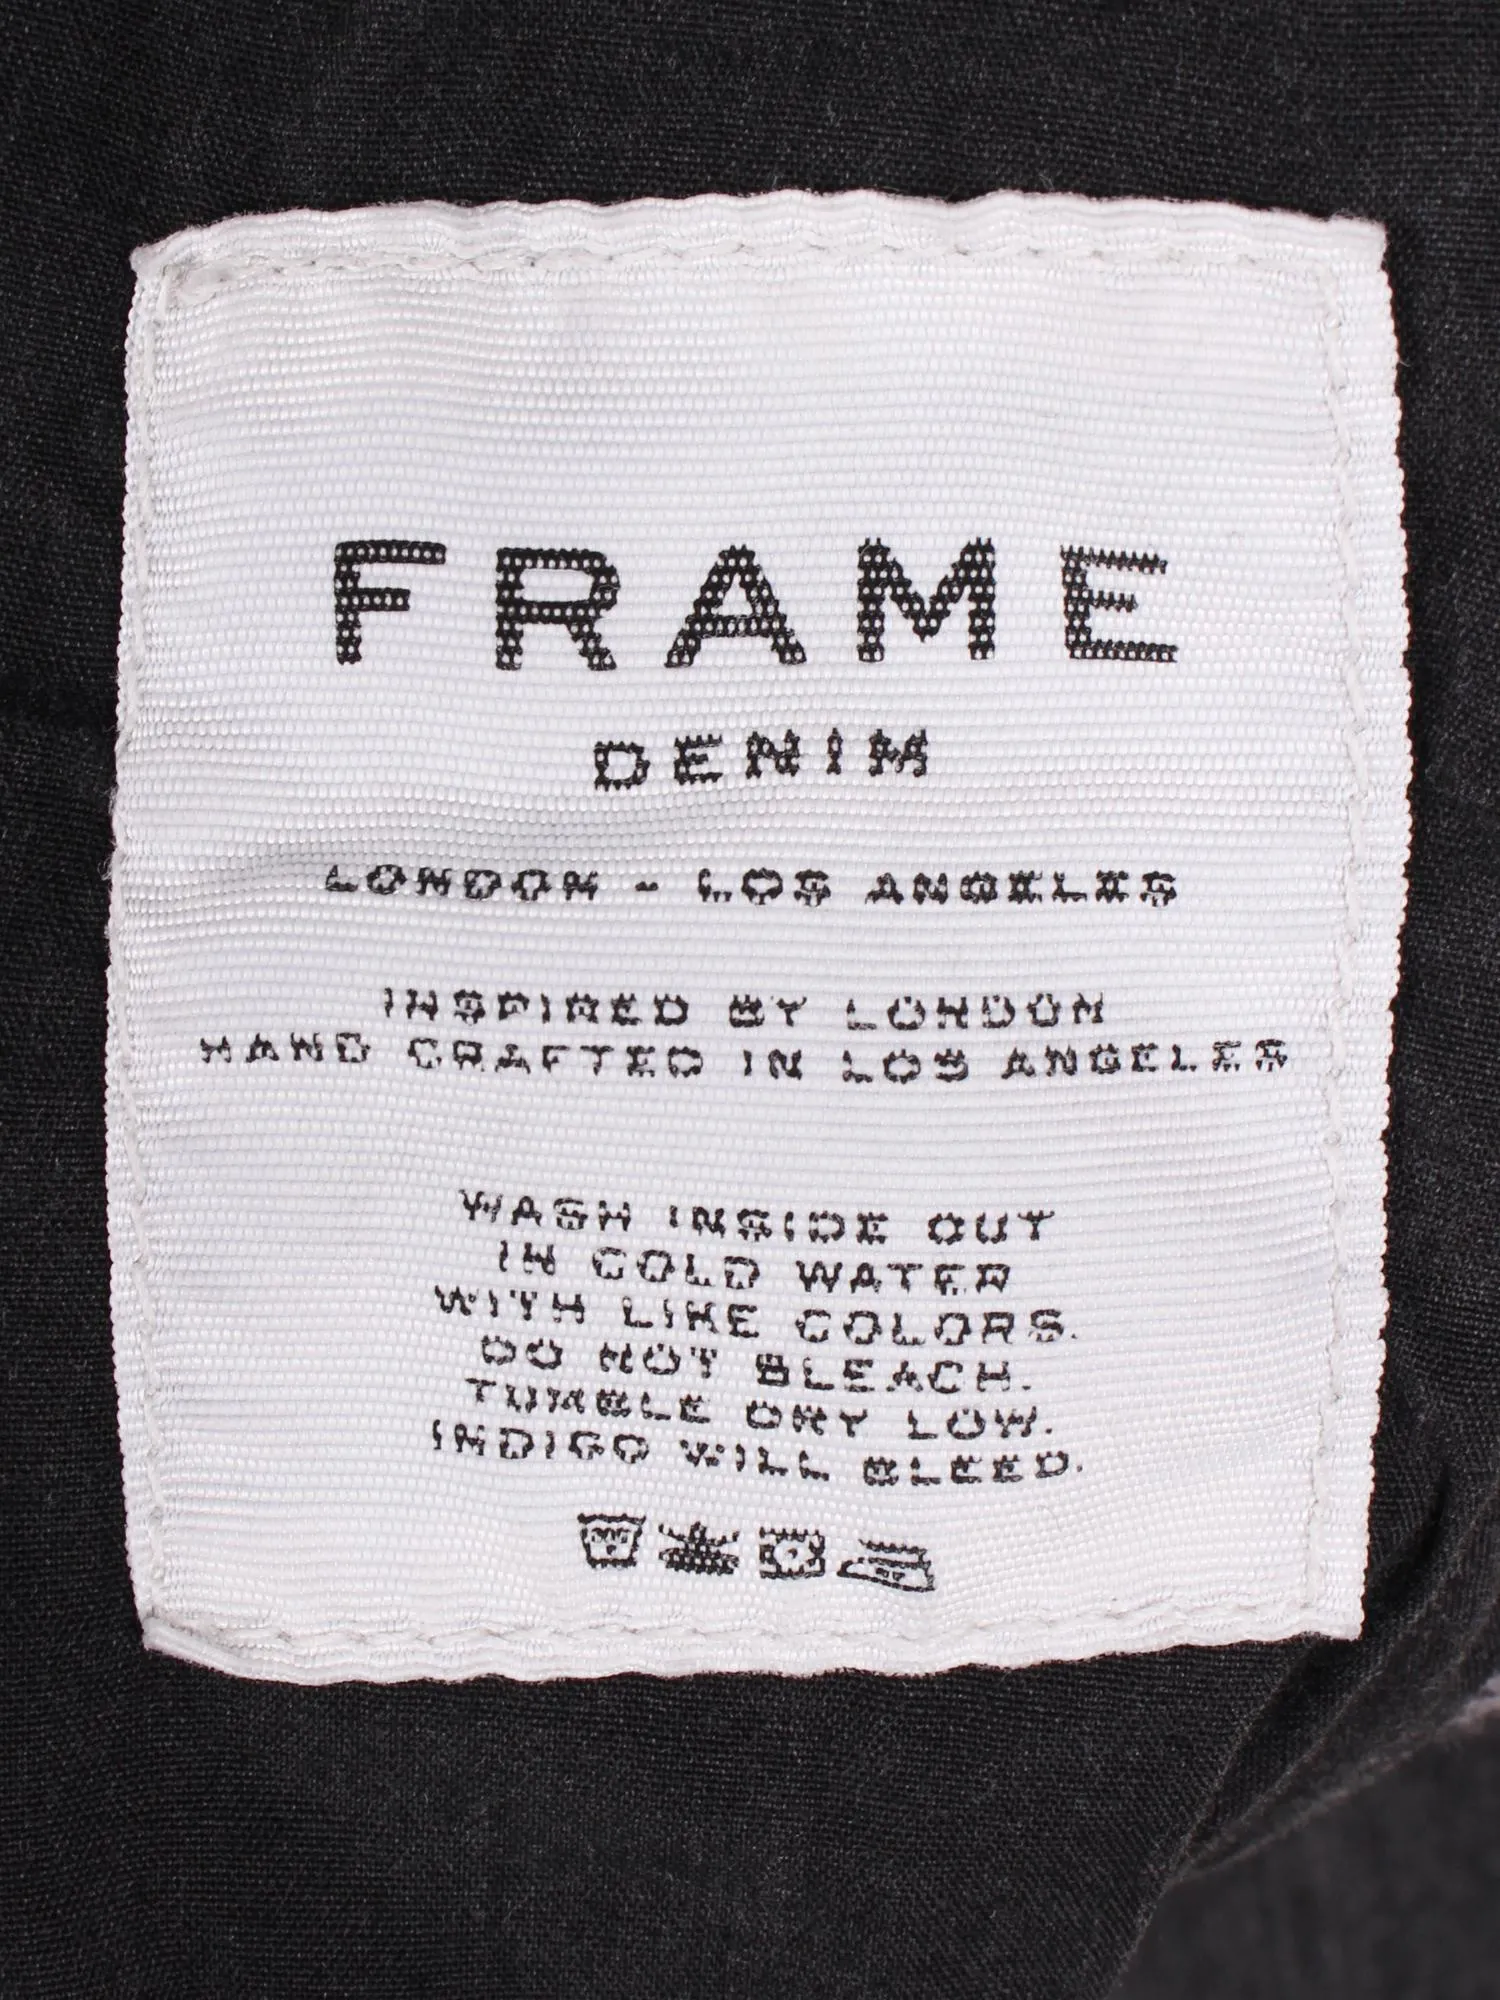 FRAME
DENIM
LONDON - LOS ANGELES
INSPIRED BY LONDON
HAND CRAFTED IN LOS ANGELES
WASH INSIDE OUT
IN COLD WATER
WITH LIKE COLORS.
DO NOT BLEACH.
TUMBLE DRY LOW.
INDIGO WILL BLEED.